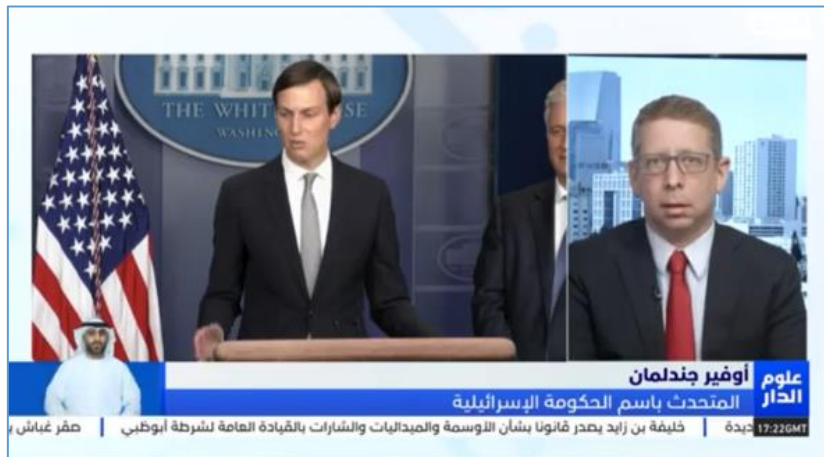 THE WHITE HOUSE
WASHINGTON
أوفير جندلمان
المتحدث باسم الحكومة الإسرائيلية
علوم
الدار
17:22GMT
خليفة بن زايد يصدر قانونا بشأن الأوسمة والميداليات والشارات بالقيادة العامة لشرطة أبوظبي | صقر غباش